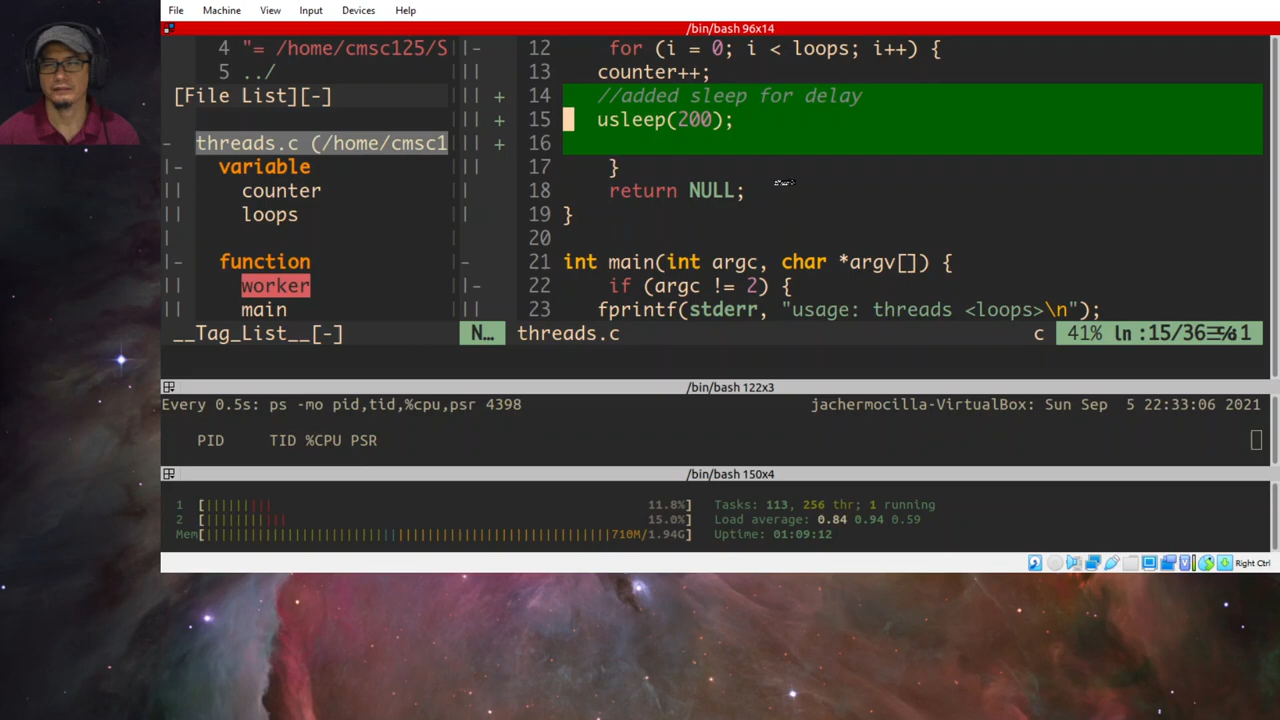 File Machine View Input Devices Help
/bin/bash 96x14
4 "= /home/cmsc125/S
5 ../
[File List][-]
threads.c (/home/cmsc1
variable
counter
loops
function
worker
main
__Tag_List__[-]
12 for (i = 0; i < loops; i++) {
13 counter++;
+ 14 //added sleep for delay
+ 15 usleep(200);
+ 16
17 }
18 return NULL;
19 }
20
21 int main(int argc, char *argv[]) {
22 if (argc != 2) {
23 fprintf(stderr, "usage: threads <loops>\n");
N... threads.c c 41% ln :15/36
/bin/bash 122x3
Every 0.5s: ps -mo pid,tid,%cpu,psr 4398 jachermocilla-VirtualBox: Sun Sep 5 22:33:06 2021
PID TID %CPU PSR
/bin/bash 150x4
1 [|||||||||| 11.8%] Tasks: 113, 256 thr; 1 running
2 [|||||||||||| 15.0%] Load average: 0.84 0.94 0.59
Mem[||||||||||||||||||||||||||||||||||||||||||||||||||||||||||710M/1.94G] Uptime: 01:09:12
Right Ctrl